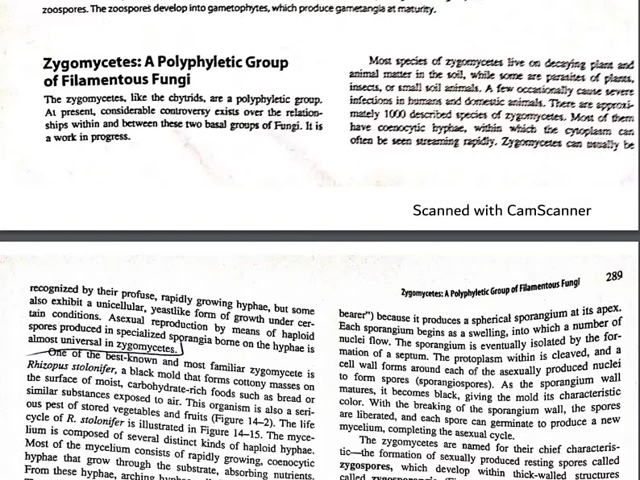 zoospores. The zoospores develop into gametophytes, which produce gametangia at maturity.
Zygomycetes: A Polyphyletic Group
of Filamentous Fungi
The zygomycetes, like the chytrids, are a polyphyletic group.
At present, considerable controversy exists over the relation-
ships within and between these two basal groups of Fungi. It is
a work in progress.
Most species of zygomycetes live on decaying plant and
animal matter in the soil, while some are parasites of plants,
insects, or small soil animals. A few occasionally cause severe
infections in humans and domestic animals. There are approxi-
mately 1000 described species of zygomycetes. Most of them
have coenocytic hyphae, within which the cytoplasm can
often be seen streaming rapidly. Zygomycetes can usually be
Scanned with CamScanner
Zygomycetes: A Polyphyletic Group of Filamentous Fungi 289
recognized by their profuse, rapidly growing hyphae, but some
also exhibit a unicellular, yeastlike form of growth under cer-
tain conditions. Asexual reproduction by means of haploid
spores produced in specialized sporangia borne on the hyphae is
almost universal in zygomycetes.
One of the best-known and most familiar zygomycete is
Rhizopus stolonifer, a black mold that forms cottony masses on
the surface of moist, carbohydrate-rich foods such as bread or
similar substances exposed to air. This organism is also a seri-
ous pest of stored vegetables and fruits (Figure 14–2). The life
cycle of R. stolonifer is illustrated in Figure 14–15. The myce-
lium is composed of several distinct kinds of haploid hyphae.
Most of the mycelium consists of rapidly growing, coenocytic
hyphae that grow through the substrate, absorbing nutrients.
From these hyphae, arching
bearer") because it produces a spherical sporangium at its apex.
Each sporangium begins as a swelling, into which a number of
nuclei flow. The sporangium is eventually isolated by the for-
mation of a septum. The protoplasm within is cleaved, and a
cell wall forms around each of the asexually produced nuclei
to form spores (sporangiospores). As the sporangium wall
matures, it becomes black, giving the mold its characteristic
color. With the breaking of the sporangium wall, the spores
are liberated, and each spore can germinate to produce a new
mycelium, completing the asexual cycle.
The zygomycetes are named for their chief characteris-
tic—the formation of sexually produced resting spores called
zygospores, which develop within thick-walled structures
called